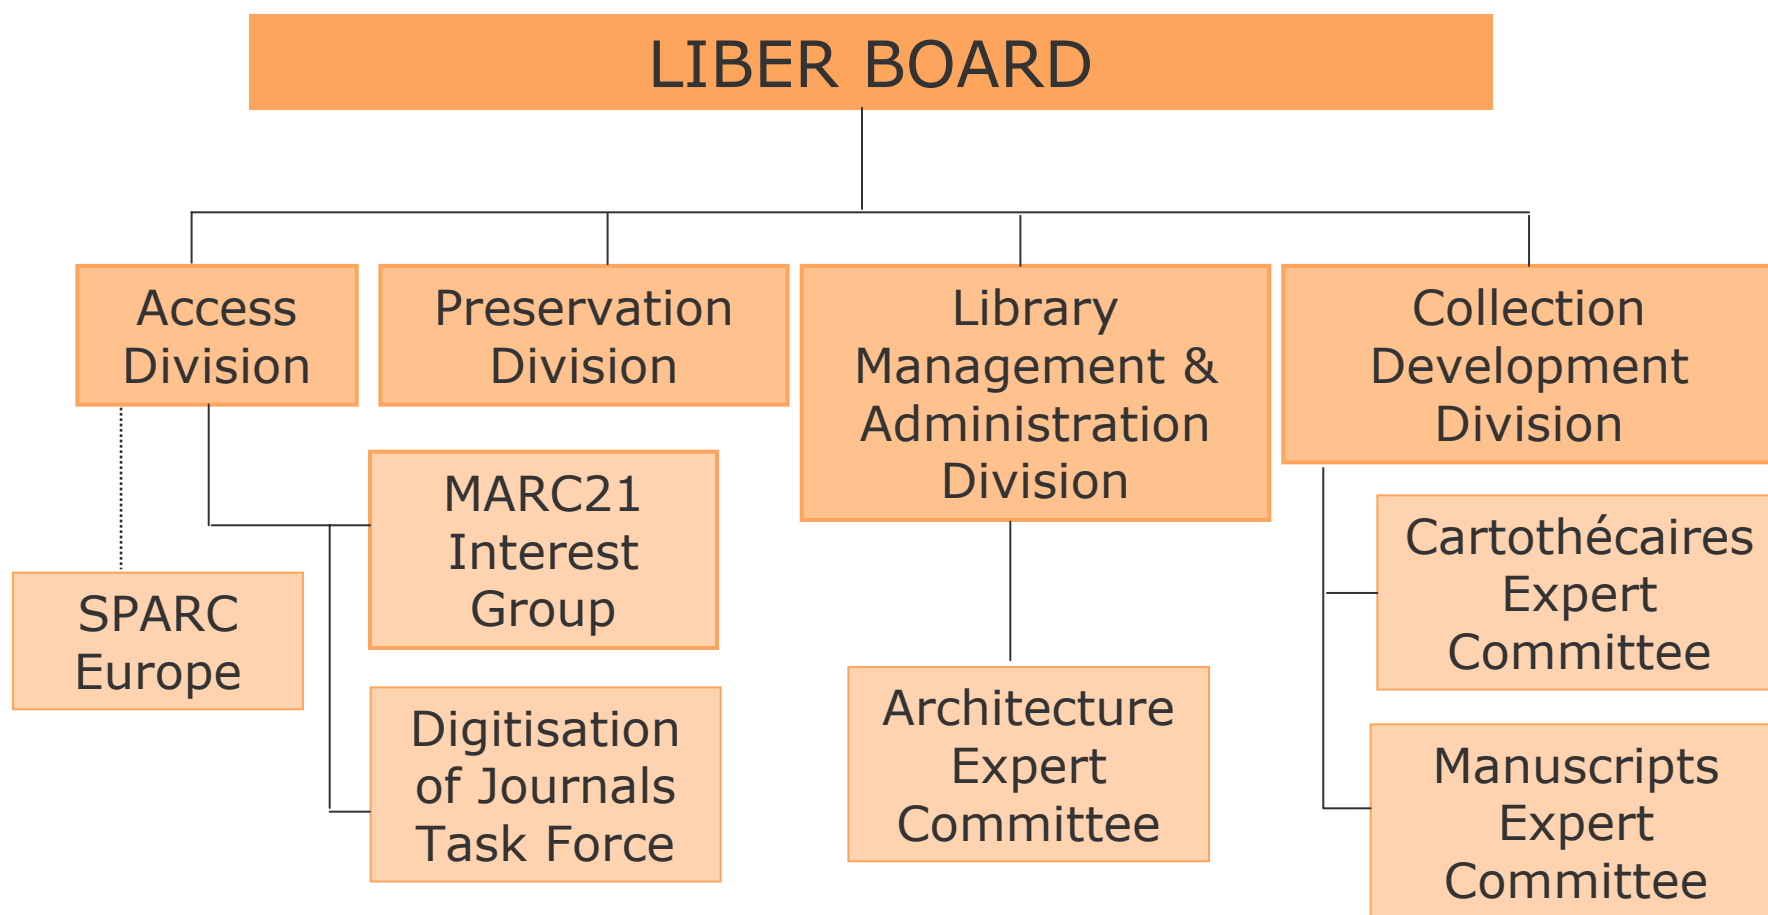 LIBER BOARD
Access
Division
Preservation
Division
Library
Management &
Administration
Division
Collection
Development
Division
MARC21
Interest
Group
SPARC
Europe
Digitisation
of Journals
Task Force
Architecture
Expert
Committee
Cartothécaires
Expert
Committee
Manuscripts
Expert
Committee